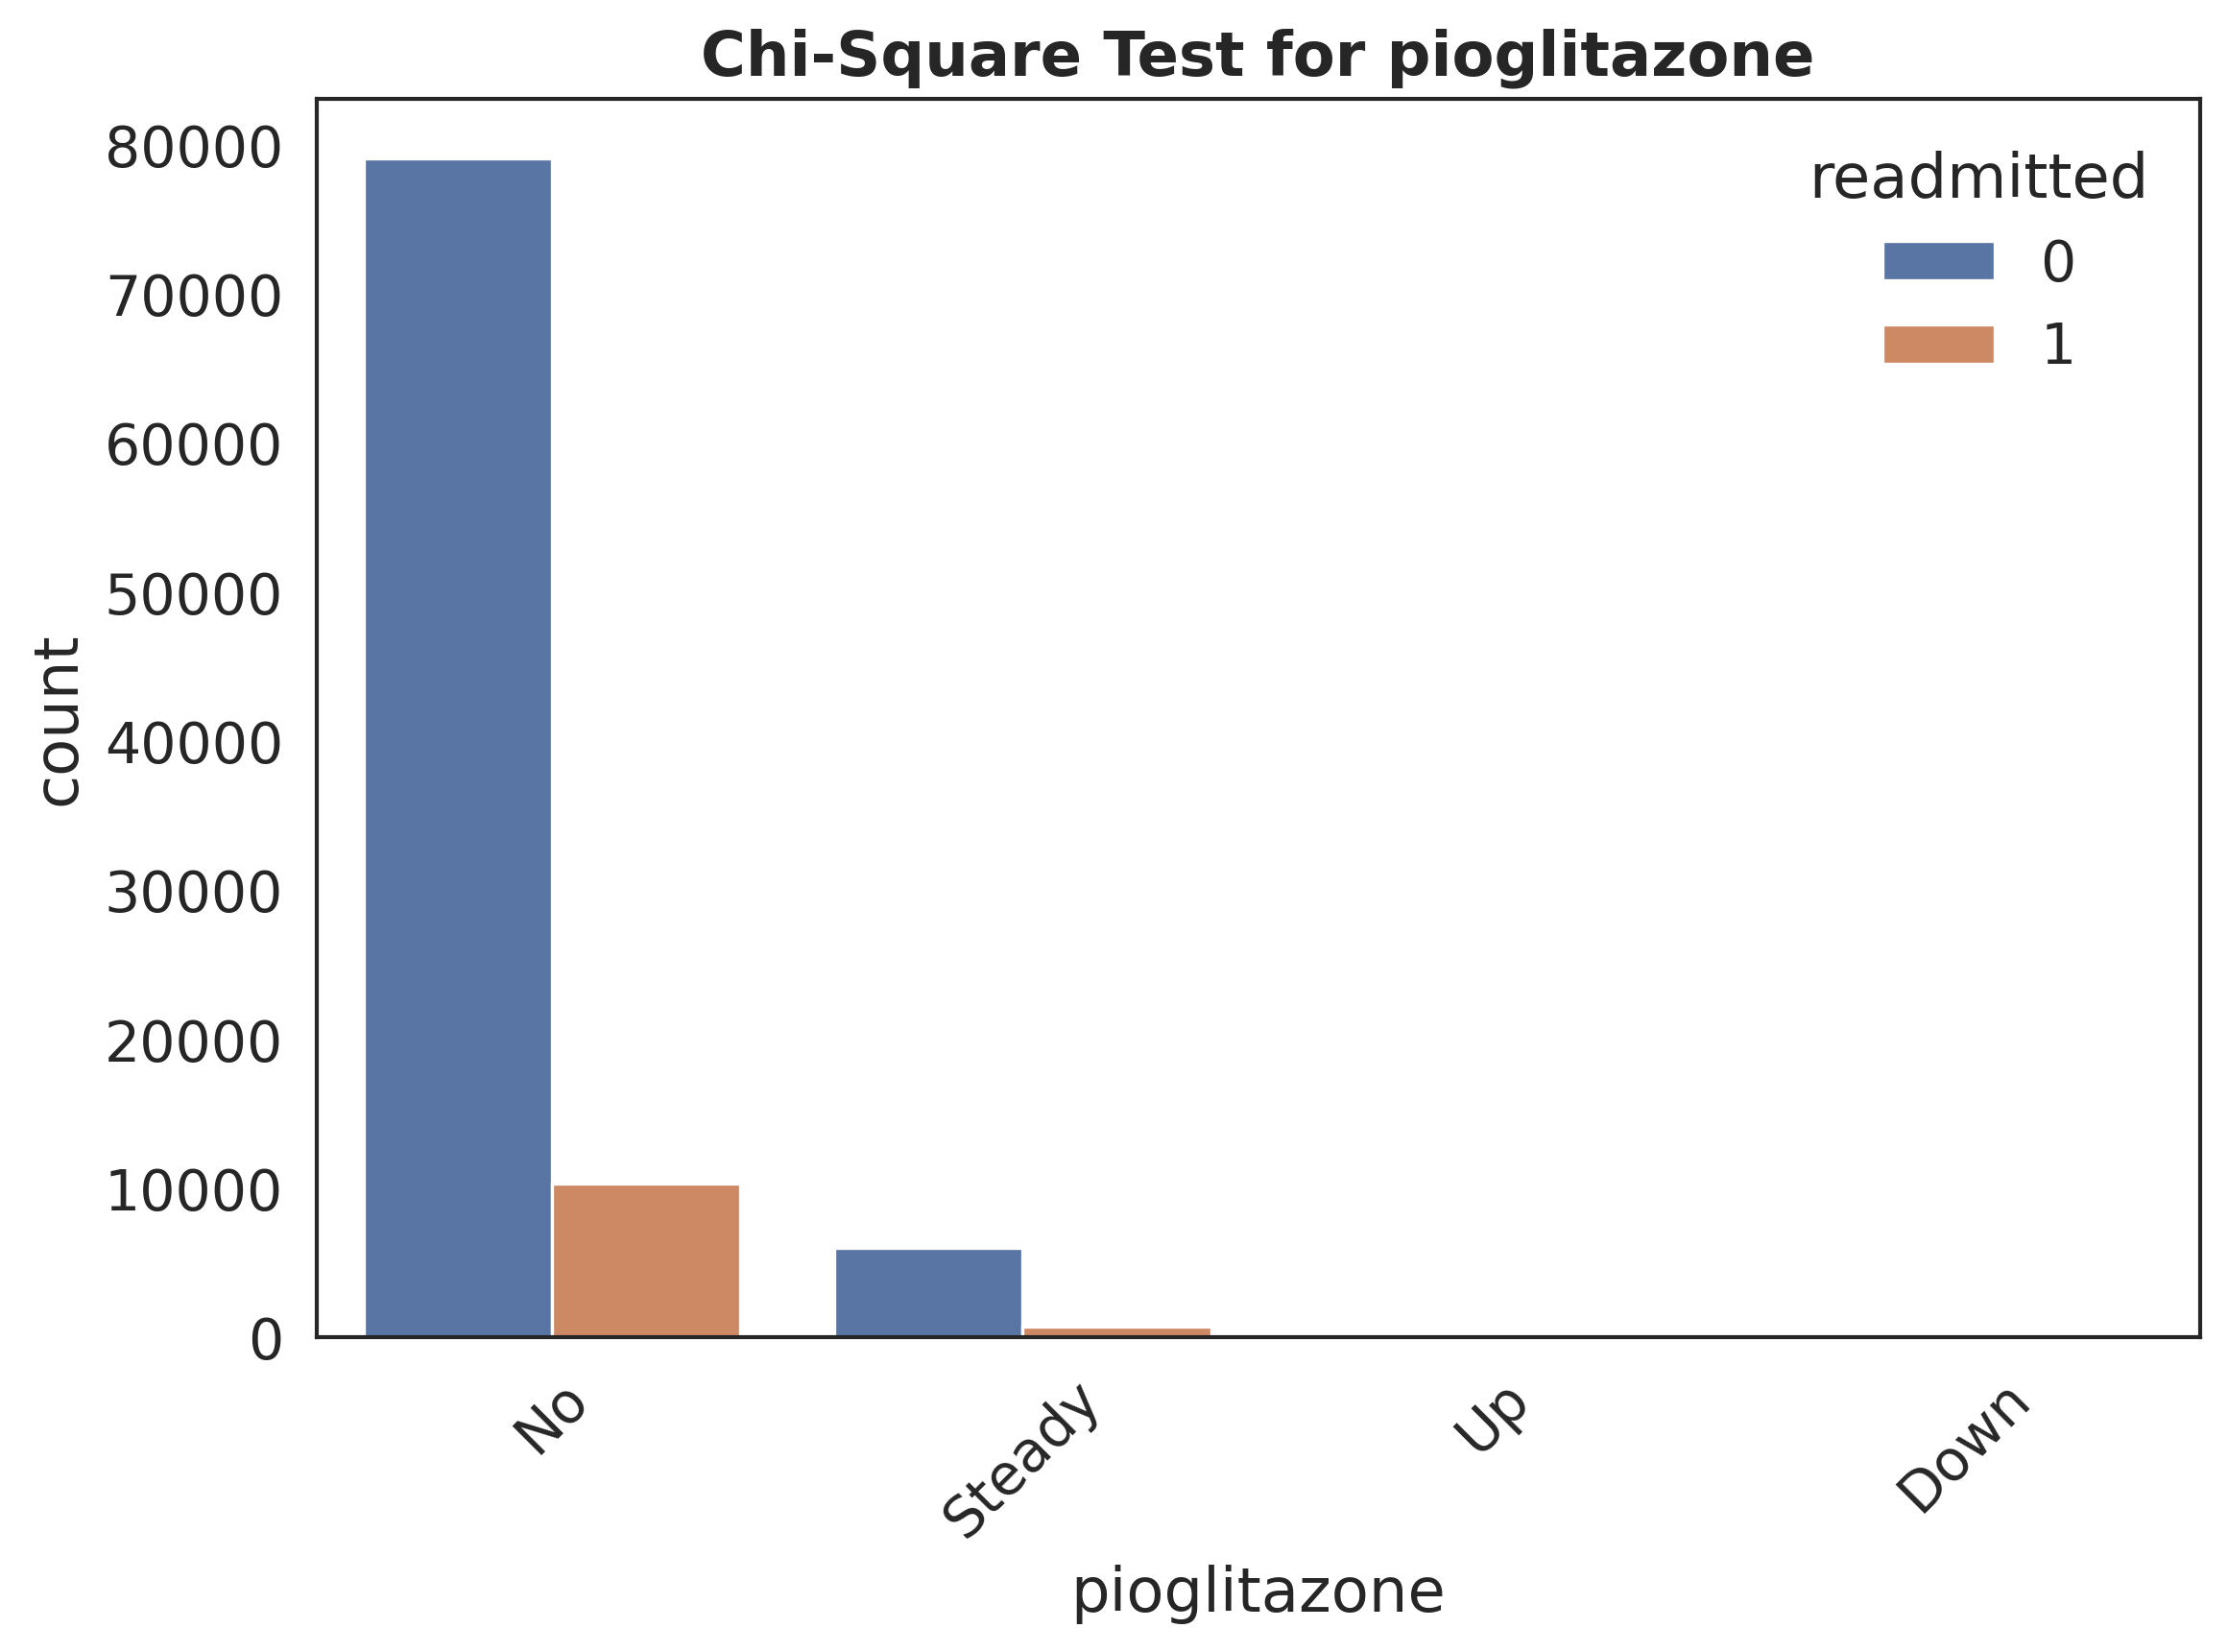 Chi-Square Test for pioglitazone
readmitted
0
1
80000
70000
60000
50000
40000
30000
20000
10000
0
count
No
Steady
Up
Down
pioglitazone